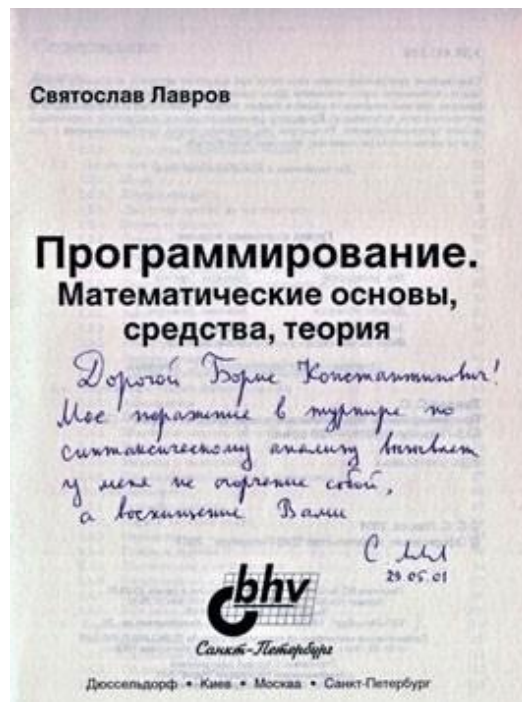 Святослав Лавров
Программирование.
Математические основы,
средства, теория
Дорогой Борис Константинович!
Мое поражение в турнире по
синтаксическому анализу вызывает
у меня не огорчение собой,
а восхищение Вами
29.05.01
bhv
Санкт-Петербург
Дюссельдорф • Киев • Москва • Санкт-Петербург